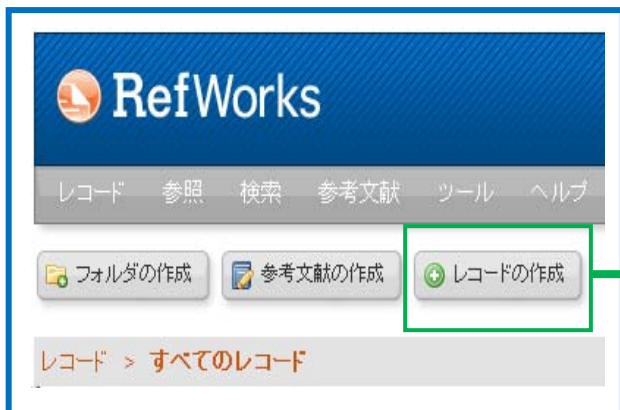 RefWorks
レコード 参照 検索 参考文献 ツール ヘルプ
フォルダの作成 参考文献の作成 レコードの作成
レコード > すべてのレコード